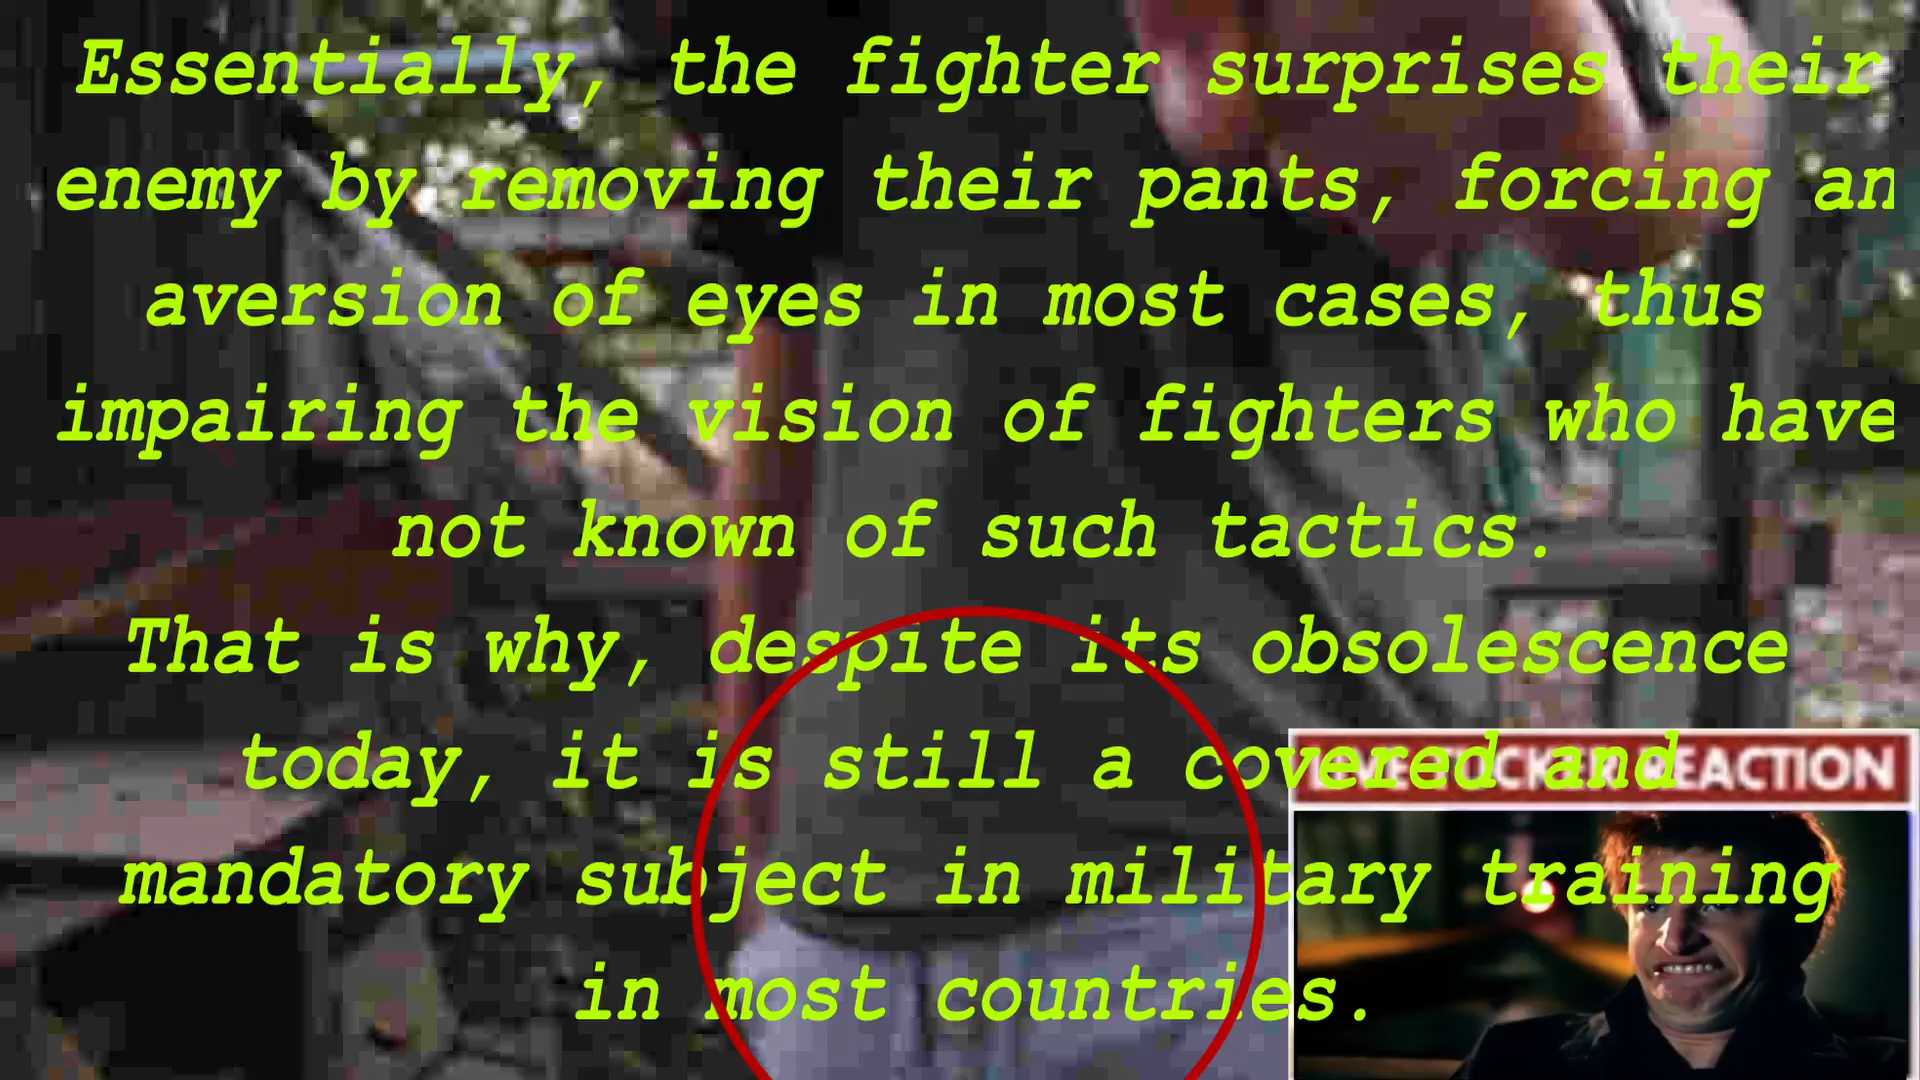 Essentially, the fighter surprises their
enemy by removing their pants, forcing an
aversion of eyes in most cases, thus
impairing the vision of fighters who have
not known of such tactics.
That is why, despite its obsolescence
today, it is still a covered and
mandatory subject in military training
in most countries.
LIVE TUCKER REACTION